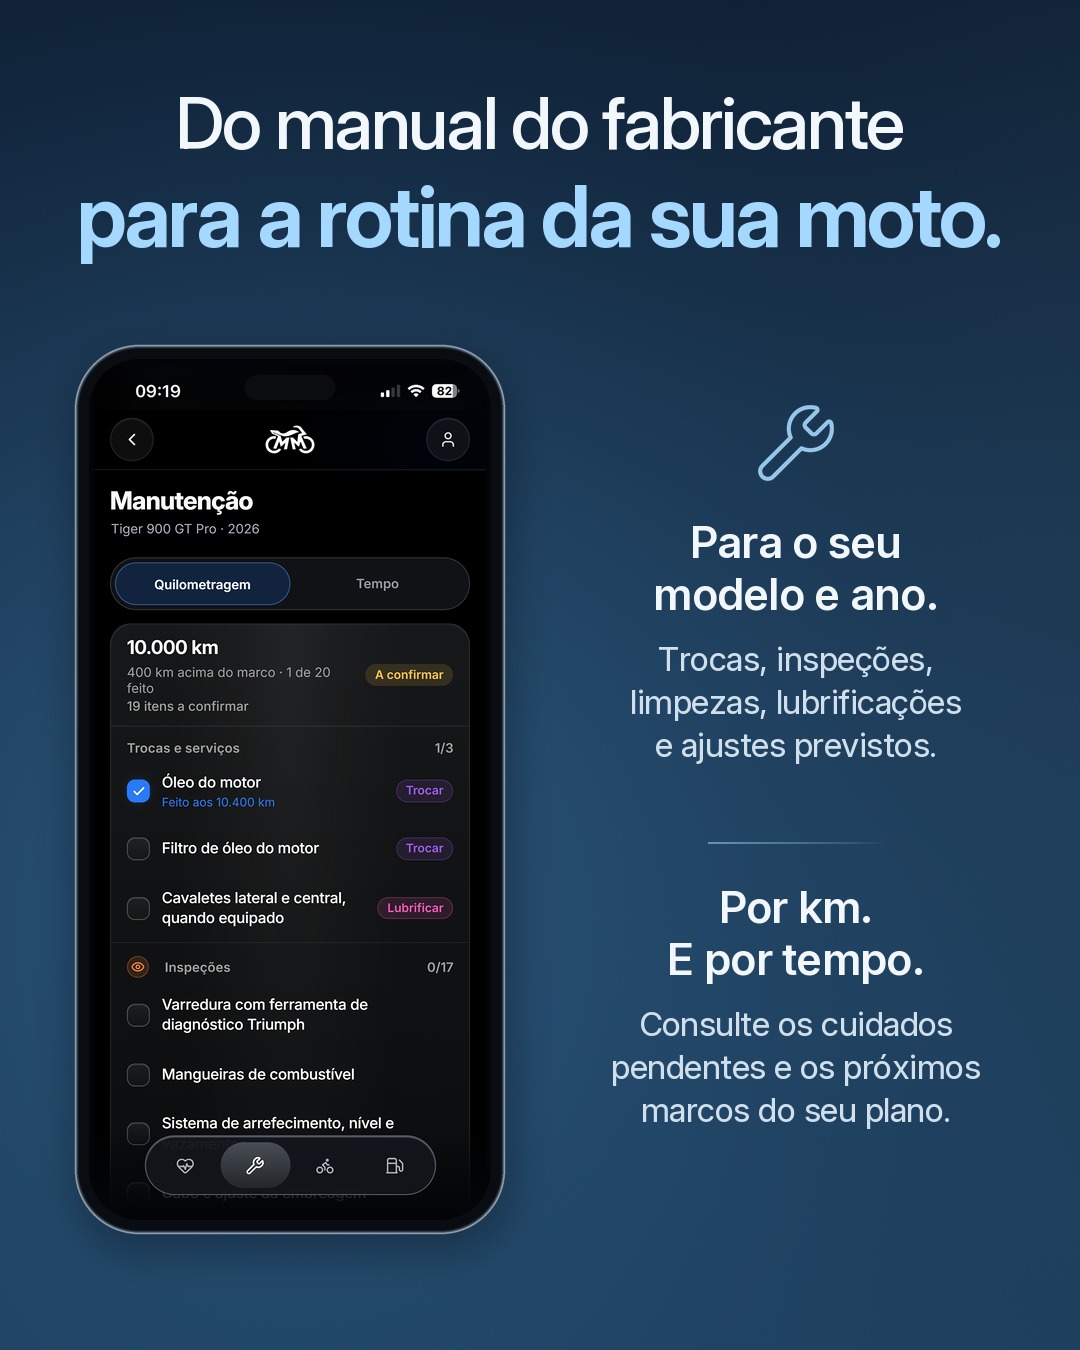 Do manual do fabricante
para a rotina da sua moto.
09:19
82
MM
Manutenção
Tiger 900 GT Pro · 2026
Quilometragem
Tempo
10.000 km
400 km acima do marco · 1 de 20
feito
19 itens a confirmar
A confirmar
Trocas e serviços
1/3
Óleo do motor
Feito aos 10.400 km
Trocar
Filtro de óleo do motor
Trocar
Cavaletes lateral e central,
quando equipado
Lubrificar
Inspeções
0/17
Varredura com ferramenta de
diagnóstico Triumph
Mangueiras de combustível
Sistema de arrefecimento, nível e
Para o seu
modelo e ano.
Trocas, inspeções,
limpezas, lubrificações
e ajustes previstos.
Por km.
E por tempo.
Consulte os cuidados
pendentes e os próximos
marcos do seu plano.